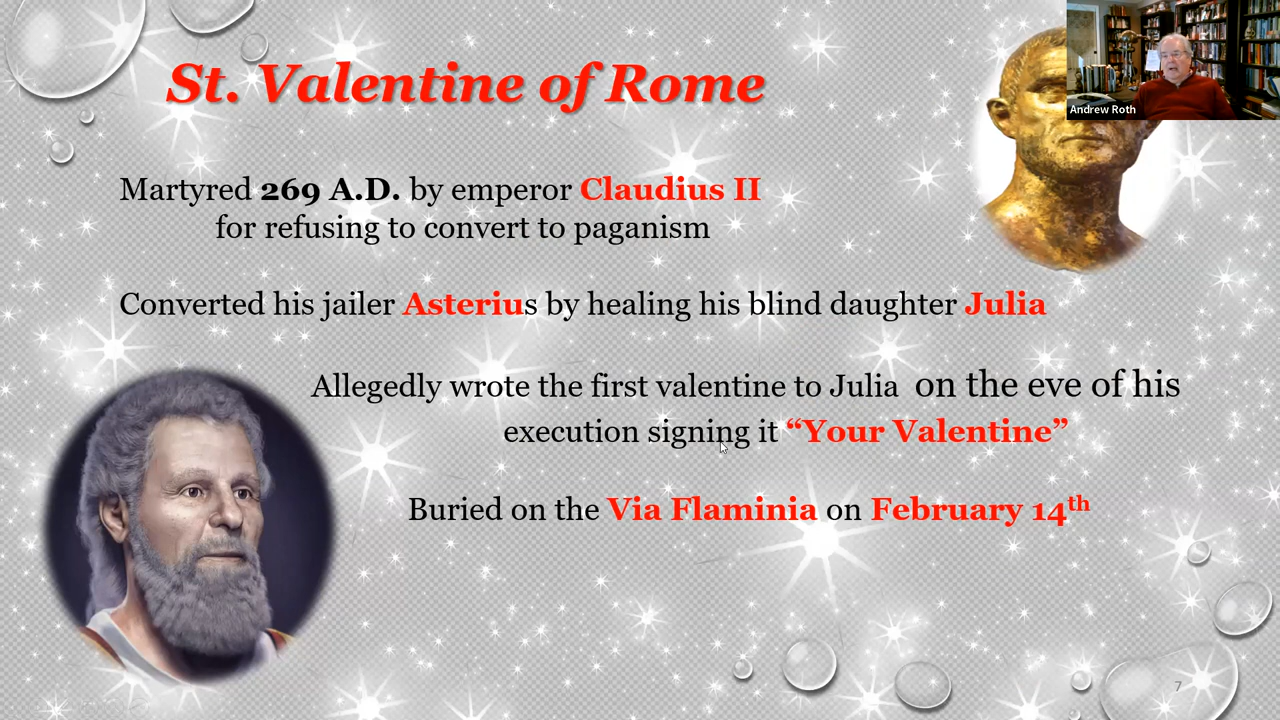 St. Valentine of Rome
Andrew Roth
Martyred 269 A.D. by emperor Claudius II
for refusing to convert to paganism
Converted his jailer Asterius by healing his blind daughter Julia
Allegedly wrote the first valentine to Julia on the eve of his
execution signing it “Your Valentine”
Buried on the Via Flaminia on February 14th
7